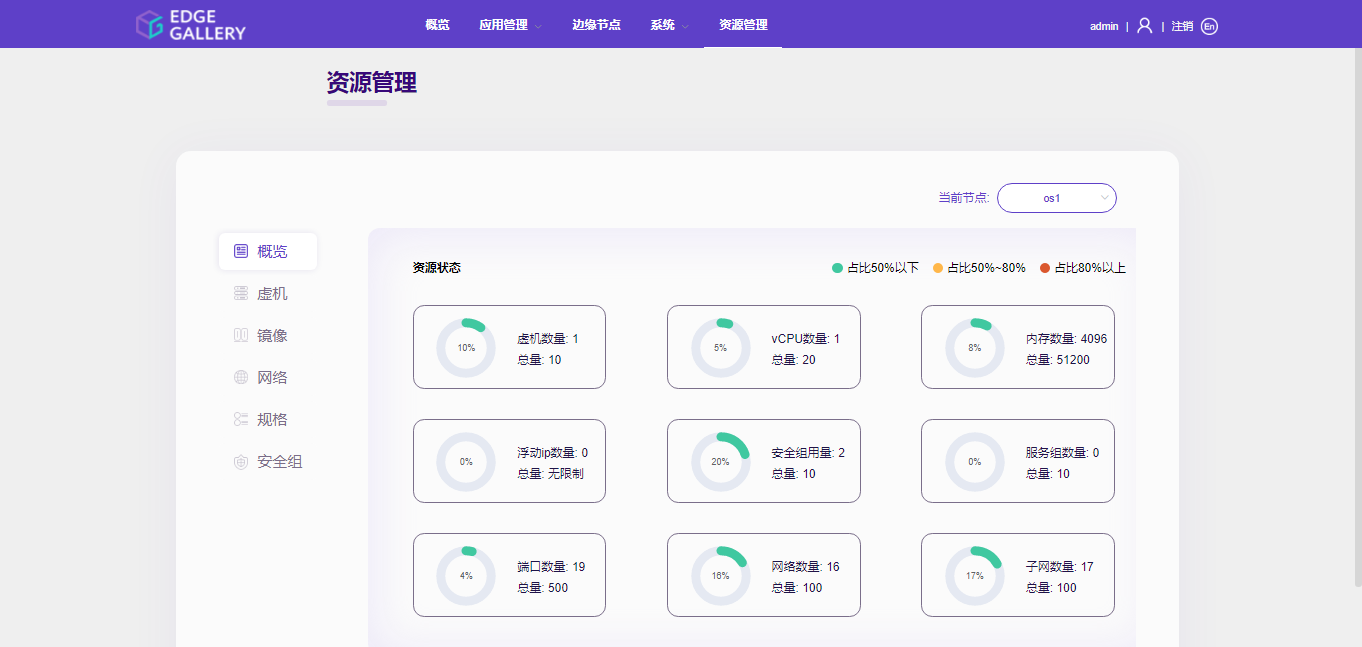 EDGE GALLERY
概览 应用管理 边缘节点 系统 资源管理
admin | | 注销 En
资源管理
当前节点: os1
概览
虚机
镜像
网络
规格
安全组
资源状态
占比50%以下 占比50%~80% 占比80%以上
10% 虚机数量: 1
总量: 10
5% vCPU数量: 1
总量: 20
8% 内存数量: 4096
总量: 51200
0% 浮动ip数量: 0
总量: 无限制
20% 安全组用量: 2
总量: 10
0% 服务组数量: 0
总量: 10
4% 端口数量: 19
总量: 500
16% 网络数量: 16
总量: 100
17% 子网数量: 17
总量: 100